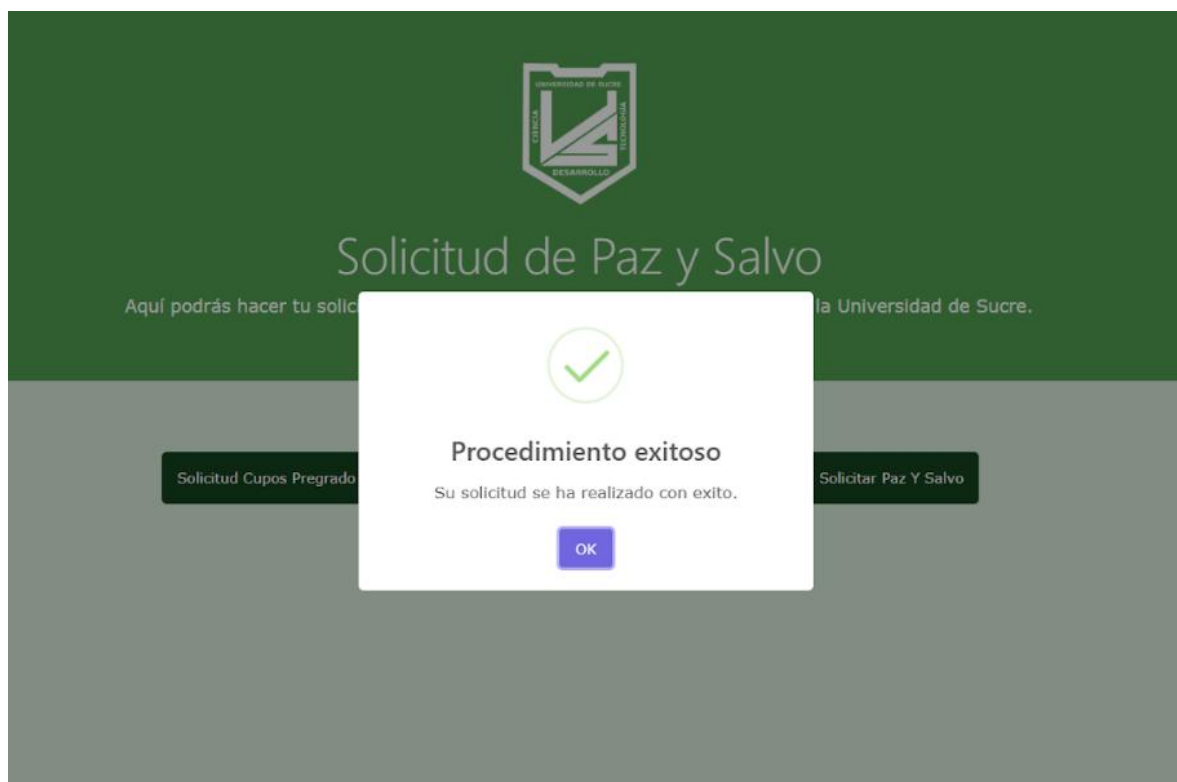 UNIVERSIDAD DE SUCRE
CIENCIA
TECNOLOGÍA
DESARROLLO
Solicitud de Paz y Salvo
Aquí podrás hacer tu solic la Universidad de Sucre.
Procedimiento exitoso
Solicitud Cupos Pregrado
Su solicitud se ha realizado con exito.
Solicitar Paz Y Salvo
OK